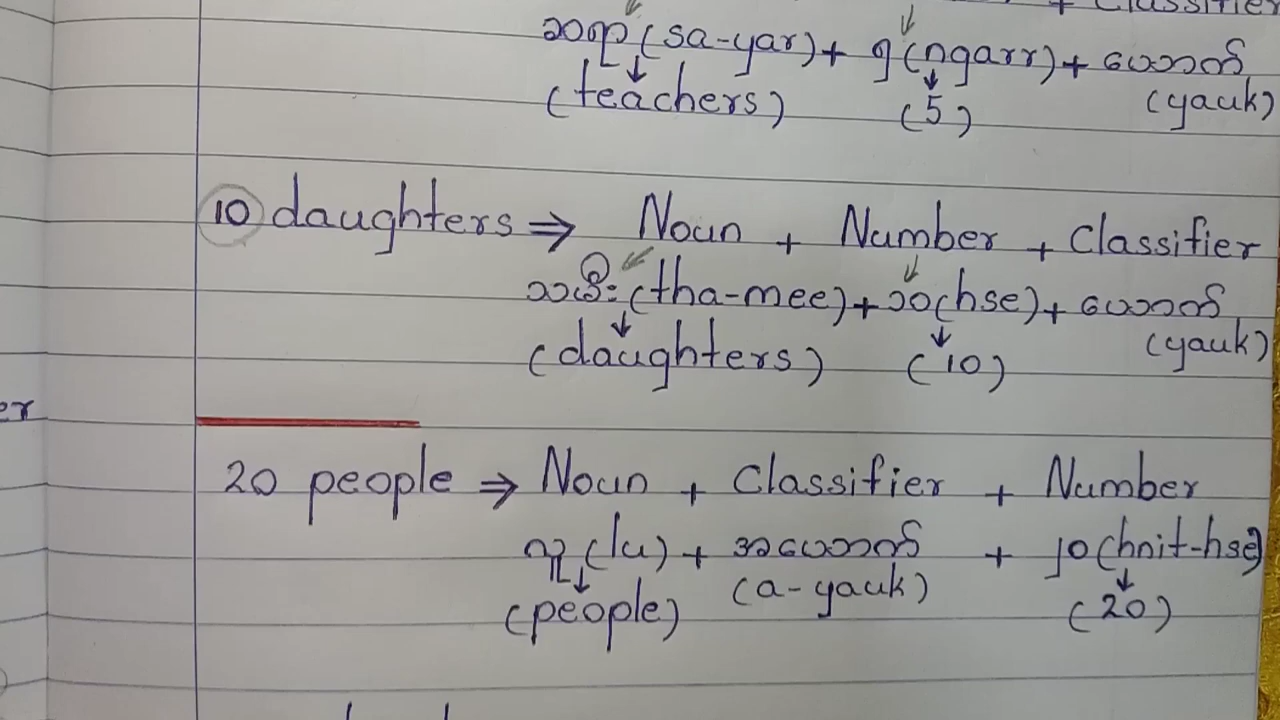 + Classifier
ဆရာ (sa-yar) + ၅ (ngarr) + ယောက်
(teachers) (5) (yauk)
10 daughters ⇒ Noun + Number + Classifier
သမီး (tha-mee) + ၁၀ (hse) + ယောက်
(daughters) (10) (yauk)
er
20 people ⇒ Noun + Classifier + Number
လူ (lu) + အယောက် + ၂၀ (hnit-hse)
(people) (a-yauk) (20)